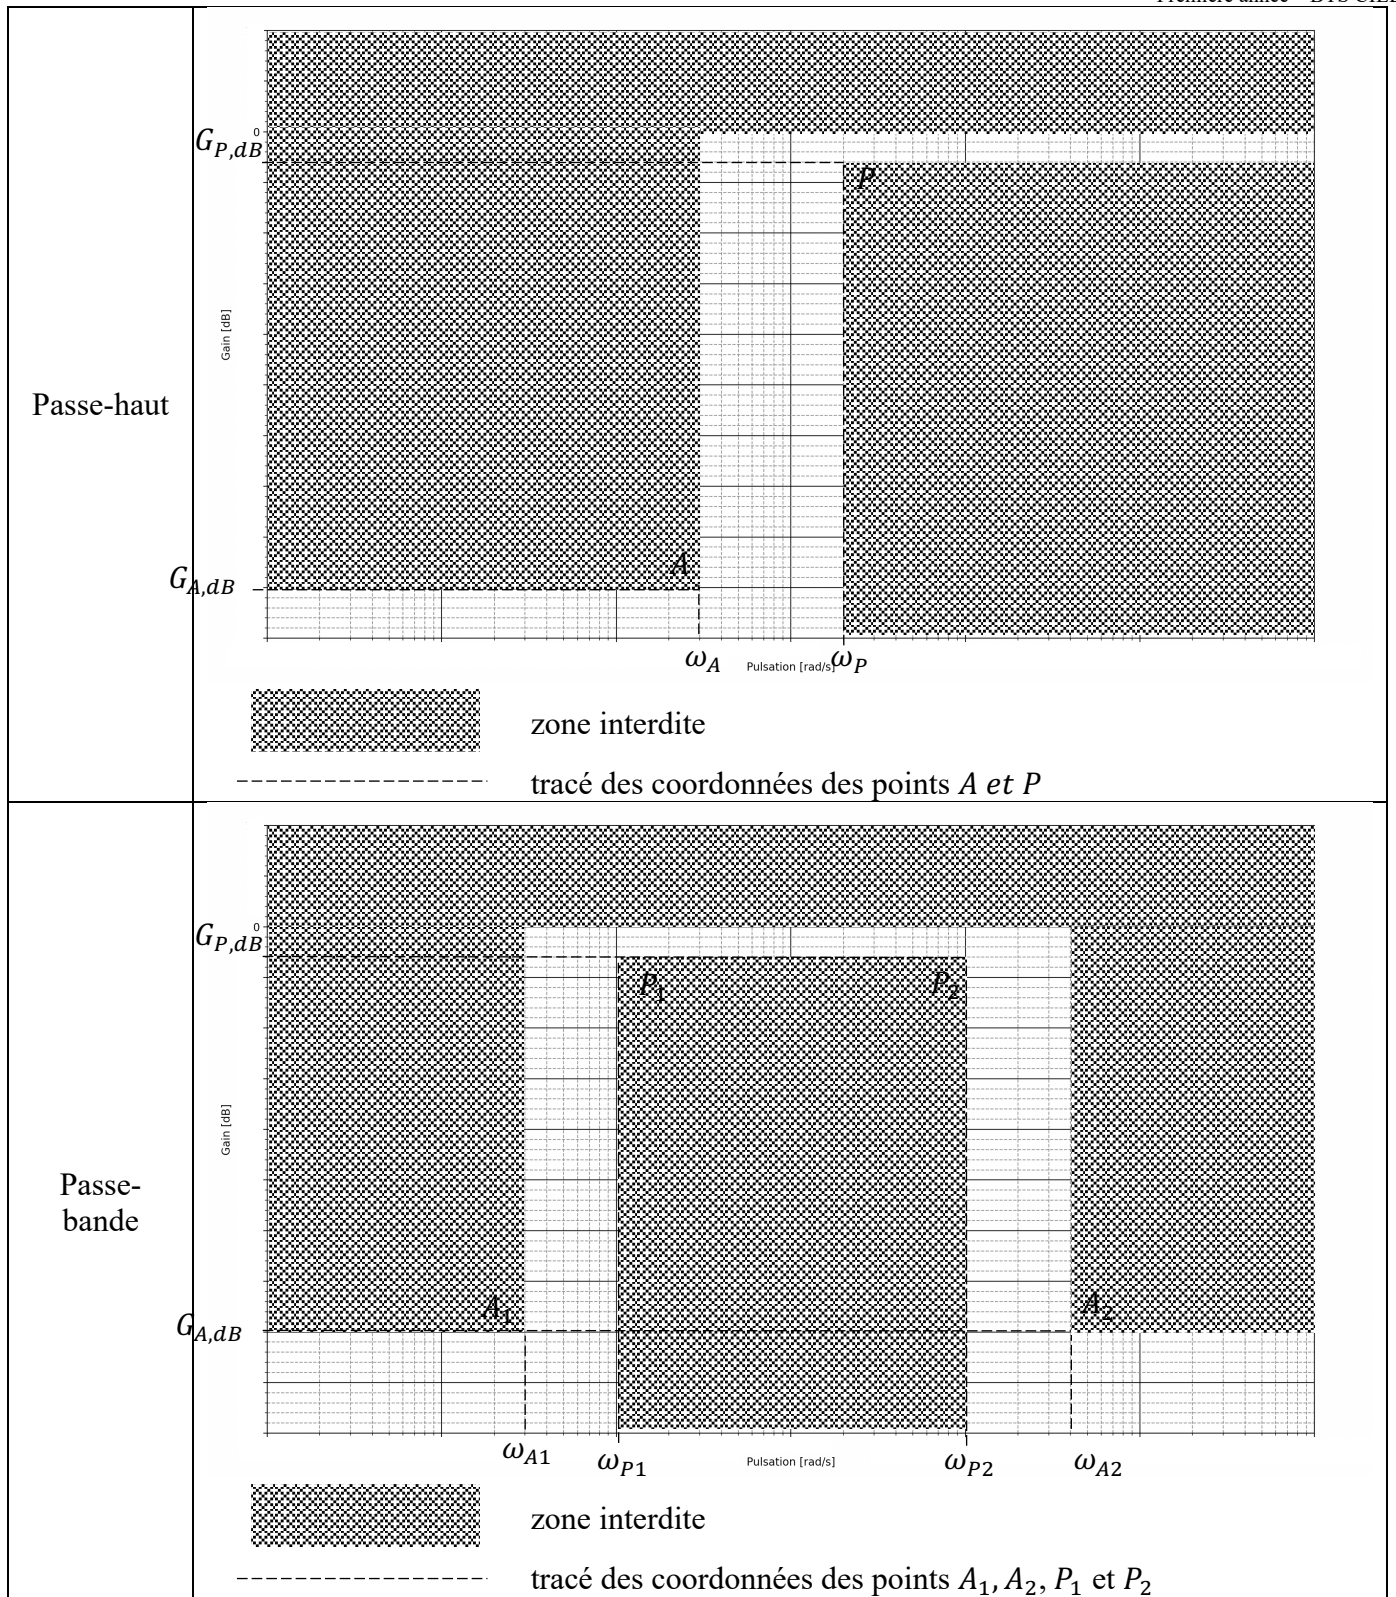 Première année – BTS CIEL
Passe-haut
G_{P,dB}
0
P
Gain [dB]
A
G_{A,dB}
ω_A
Pulsation [rad/s]
ω_P
zone interdite
tracé des coordonnées des points A et P
Passe-
bande
G_{P,dB}
0
P_1
P_2
Gain [dB]
A_1
A_2
G_{A,dB}
ω_{A1}
ω_{P1}
Pulsation [rad/s]
ω_{P2}
ω_{A2}
zone interdite
tracé des coordonnées des points A_1, A_2, P_1 et P_2